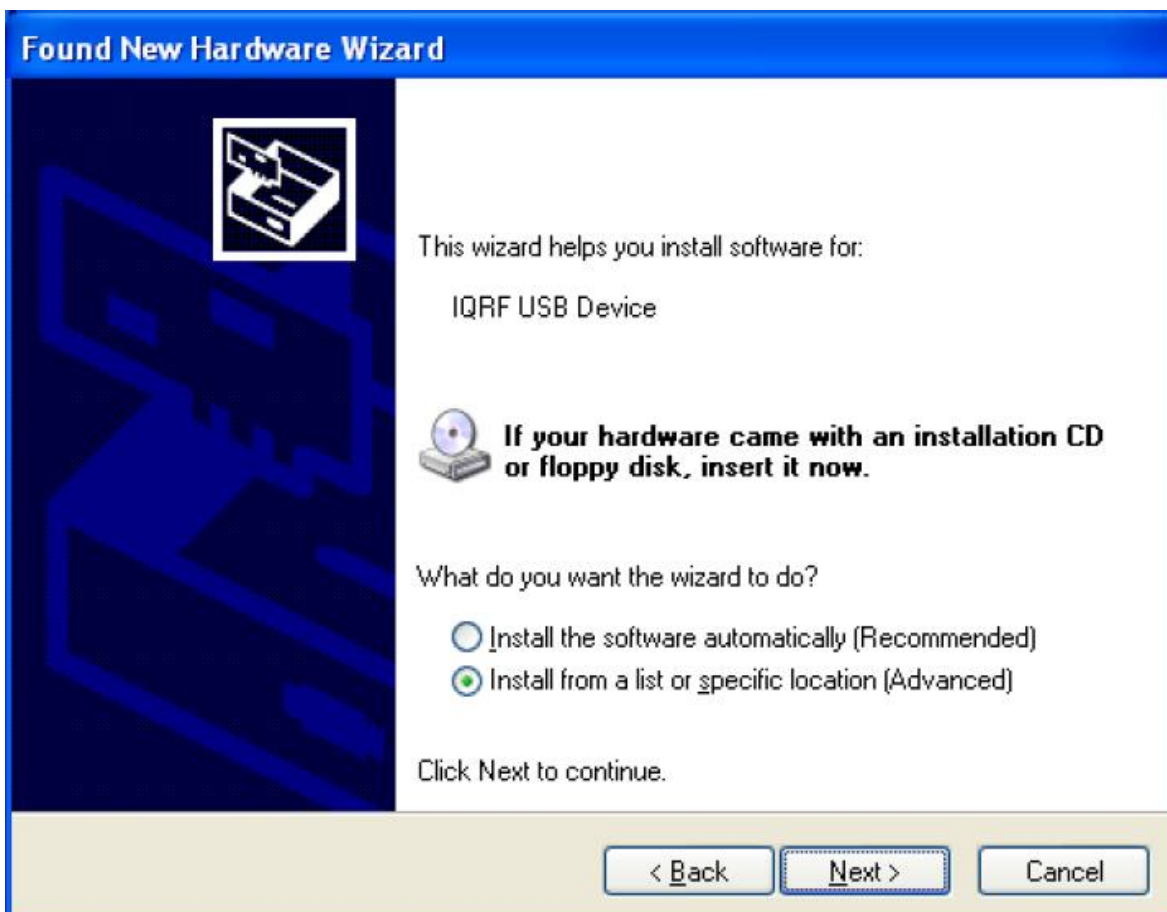 Found New Hardware Wizard
This wizard helps you install software for:
IQRF USB Device
If your hardware came with an installation CD
or floppy disk, insert it now.
What do you want the wizard to do?
Install the software automatically (Recommended)
Install from a list or specific location (Advanced)
Click Next to continue.
< Back Next > Cancel